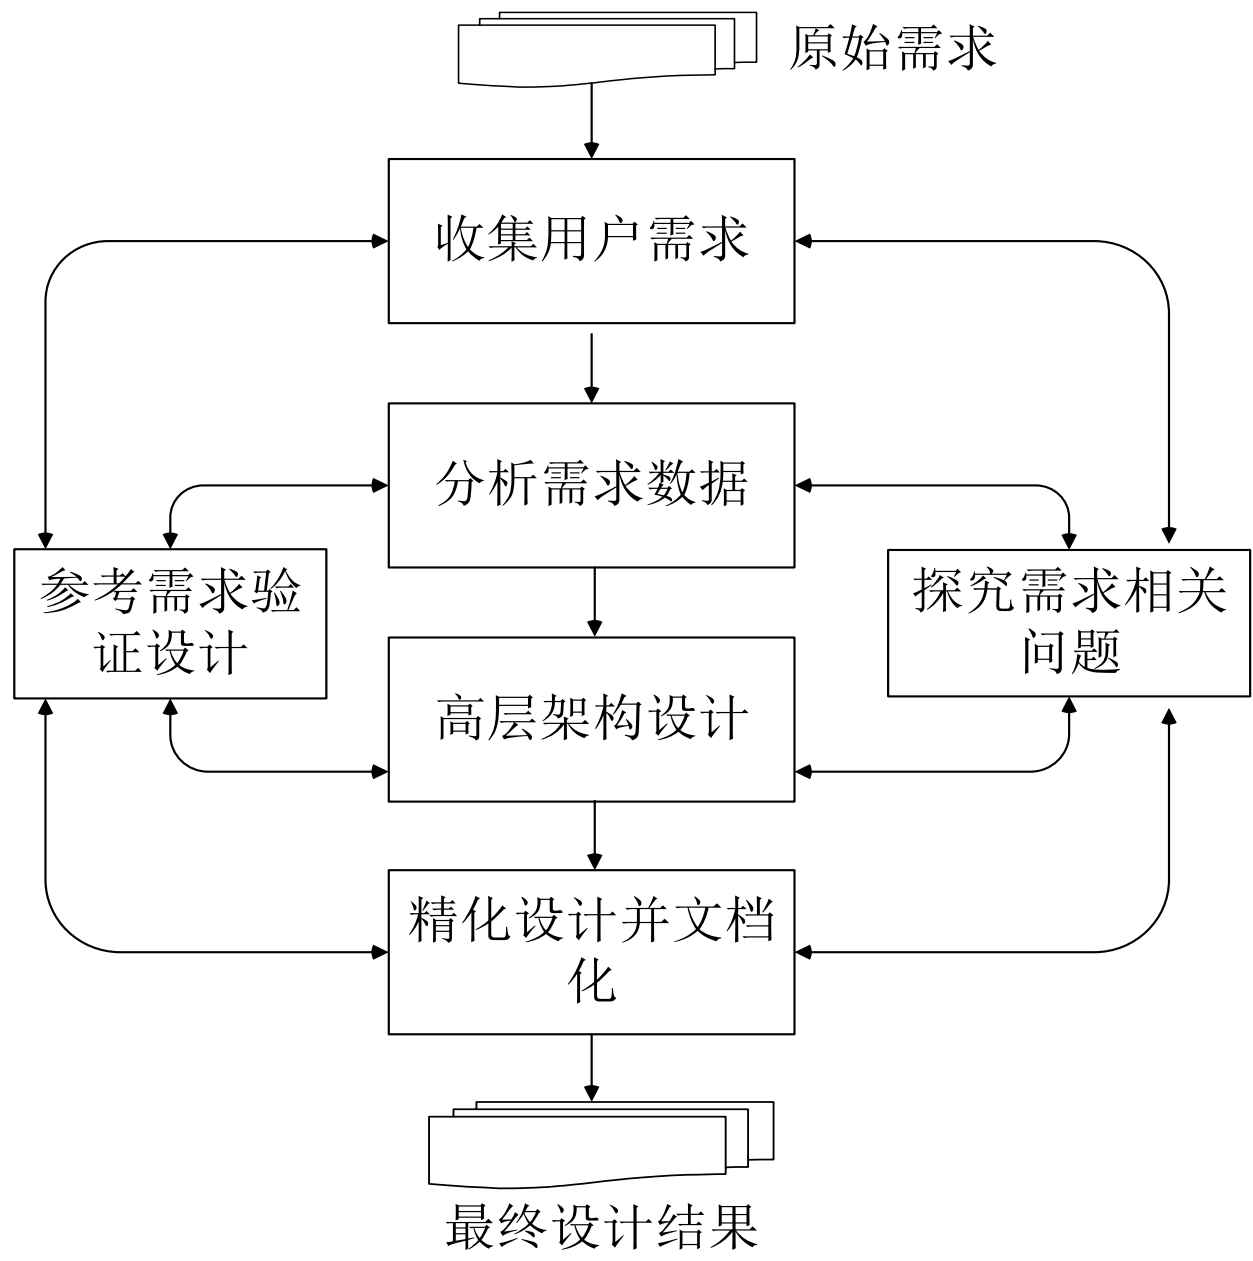 原始需求
收集用户需求
分析需求数据
参考需求验
证设计
探究需求相关
问题
高层架构设计
精化设计并文档
化
最终设计结果